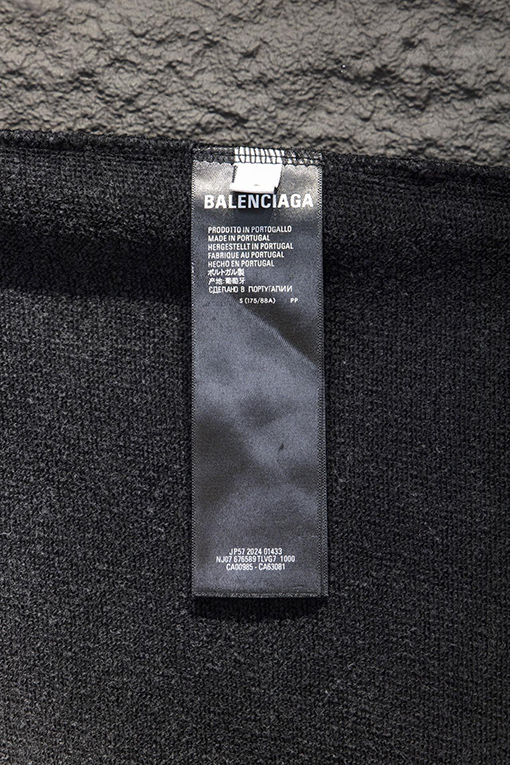 BALENCIAGA
PRODOTTO IN PORTOGALLO
MADE IN PORTUGAL
HERGESTELLT IN PORTUGAL
FABRIQUÉ AU PORTUGAL
HECHO EN PORTUGAL
ポルトガル製
产地: 葡萄牙
СДЕЛАНО В ПОРТУГАЛИИ
S (175/88A) PP
JP57 2024 01433
NJ07 676589 TLVG7 1000
CA00985 - CA63081